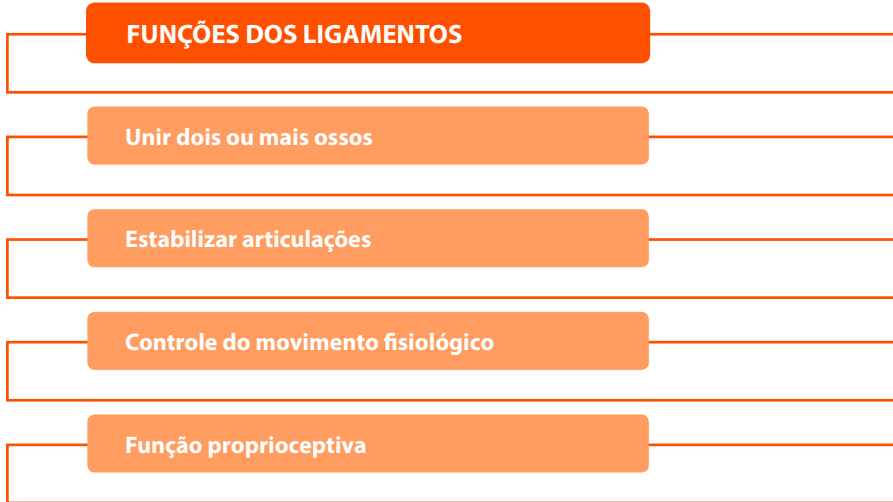 FUNÇÕES DOS LIGAMENTOS
Unir dois ou mais ossos
Estabilizar articulações
Controle do movimento fisiológico
Função proprioceptiva